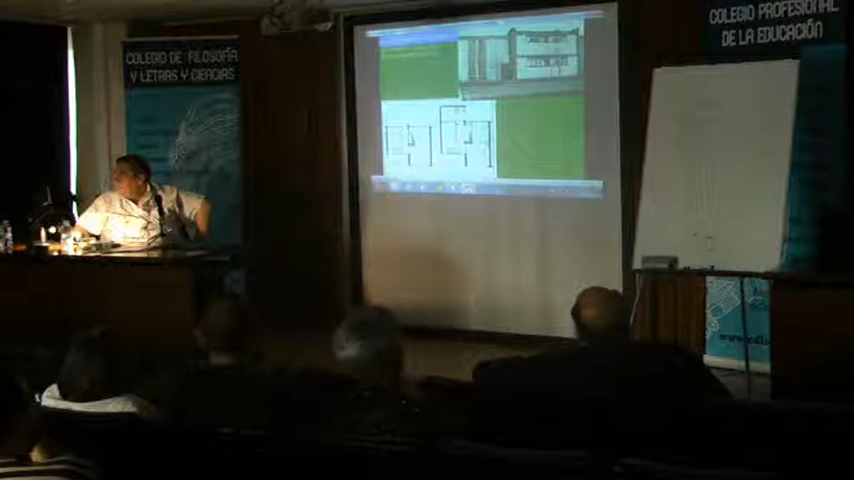 COLEGIO DE FILOSOFÍA
Y LETRAS Y CIENCIAS
COLEGIO PROFESIONAL
DE LA EDUCACIÓN